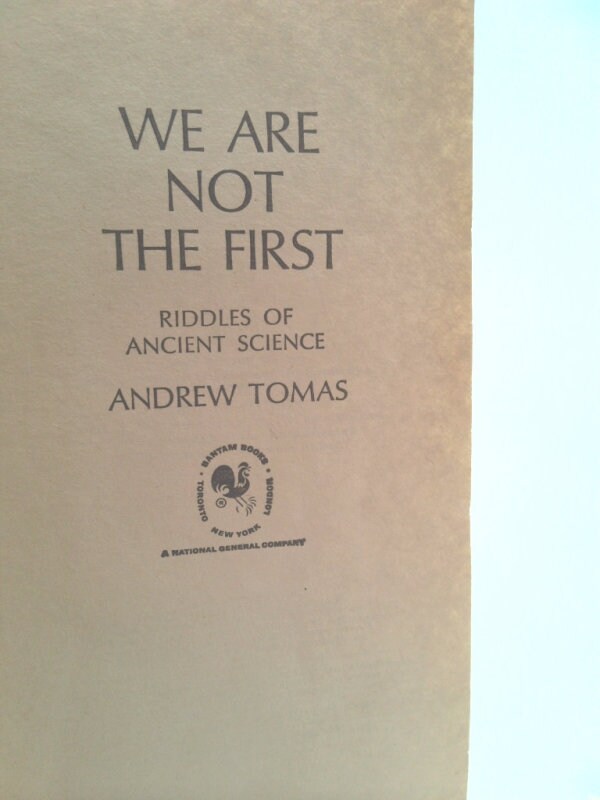 WE ARE
NOT
THE FIRST
RIDDLES OF
ANCIENT SCIENCE
ANDREW TOMAS
BANTAM BOOKS
TORONTO • NEW YORK • LONDON
A NATIONAL GENERAL COMPANY